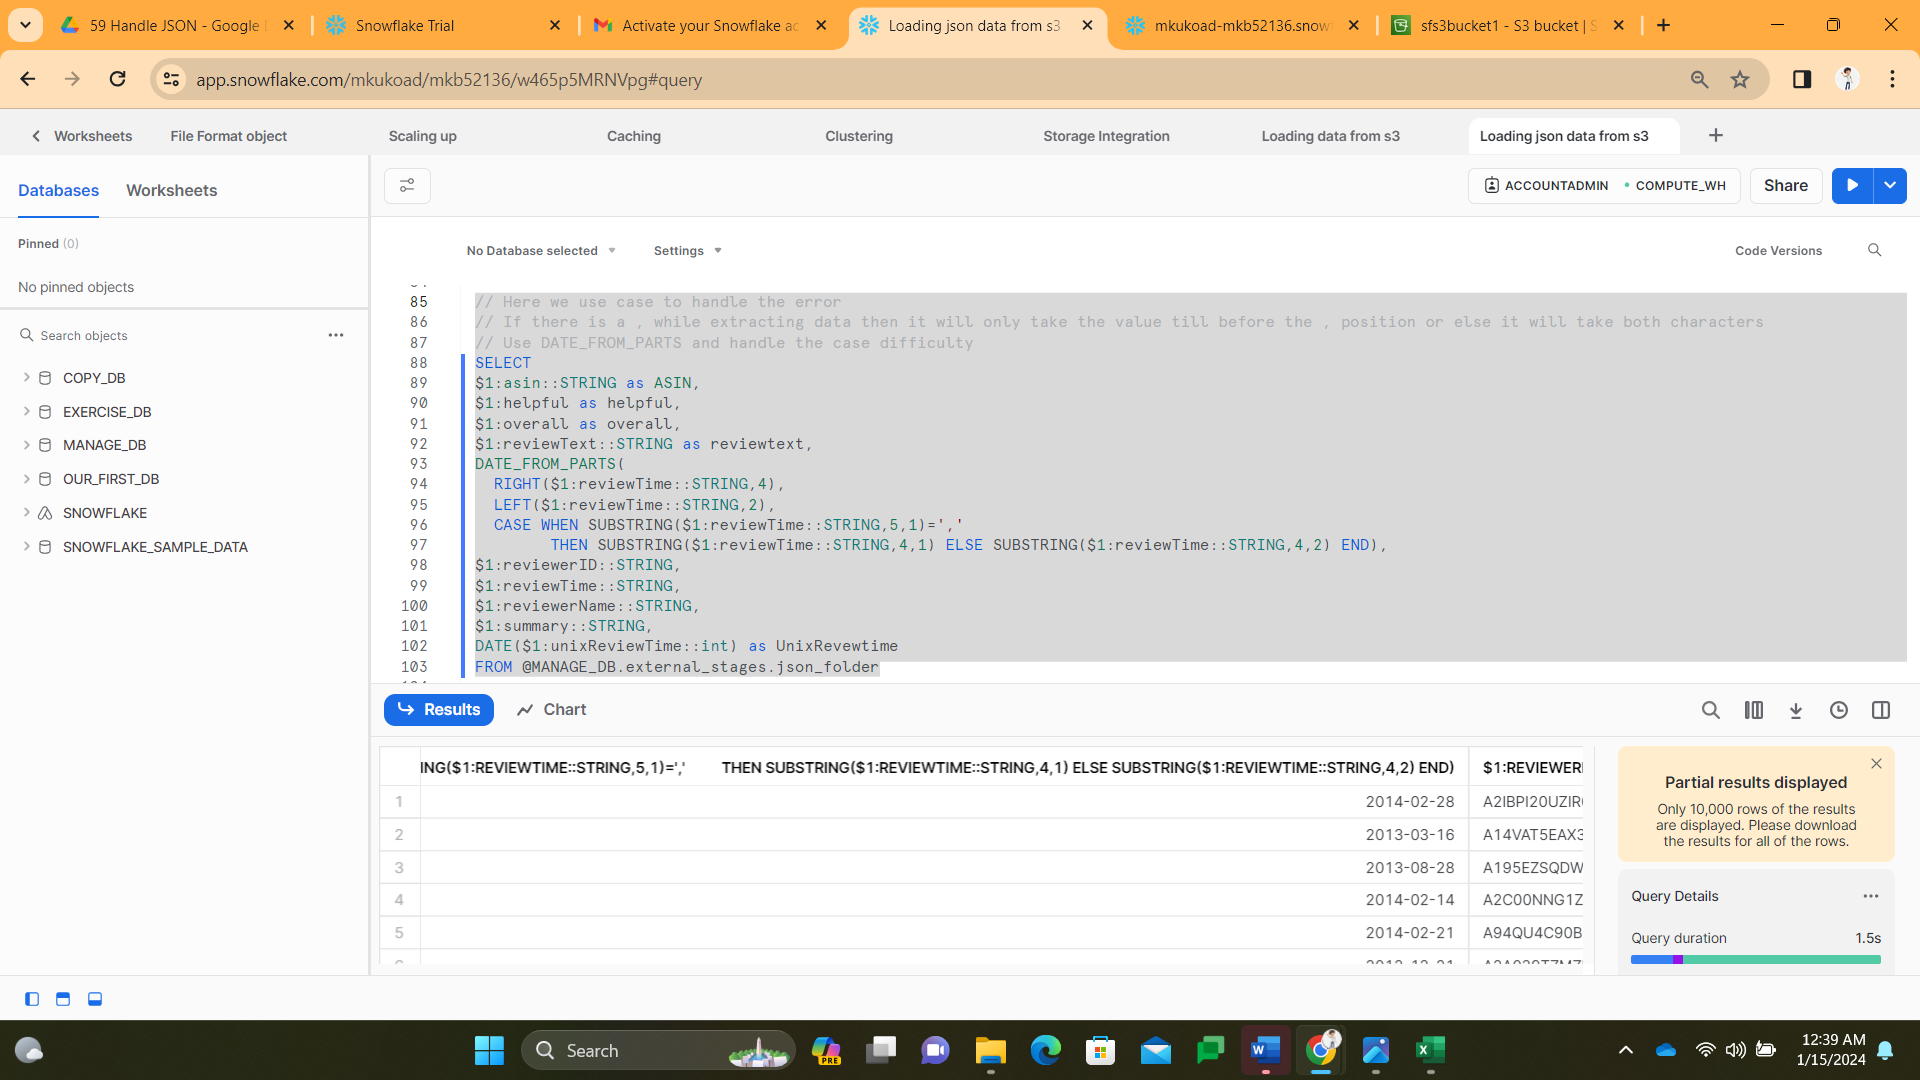 59 Handle JSON - Google
Snowflake Trial
Activate your Snowflake ac
Loading json data from s3
mkukoad-mkb52136.snow
sfs3bucket1 - S3 bucket | S
app.snowflake.com/mkukoad/mkb52136/w465p5MRNVpg#query
Worksheets
File Format object
Scaling up
Caching
Clustering
Storage Integration
Loading data from s3
Loading json data from s3
Databases
Worksheets
ACCOUNTADMIN
COMPUTE_WH
Share
Pinned (0)
No pinned objects
No Database selected
Settings
Code Versions
Search objects
COPY_DB
EXERCISE_DB
MANAGE_DB
OUR_FIRST_DB
SNOWFLAKE
SNOWFLAKE_SAMPLE_DATA
85 // Here we use case to handle the error
86 // If there is a , while extracting data then it will only take the value till before the , position or else it will take both characters
87 // Use DATE_FROM_PARTS and handle the case difficulty
88 SELECT
89 $1:asin::STRING as ASIN,
90 $1:helpful as helpful,
91 $1:overall as overall,
92 $1:reviewText::STRING as reviewtext,
93 DATE_FROM_PARTS(
94 RIGHT($1:reviewTime::STRING,4),
95 LEFT($1:reviewTime::STRING,2),
96 CASE WHEN SUBSTRING($1:reviewTime::STRING,5,1)=','
97 THEN SUBSTRING($1:reviewTime::STRING,4,1) ELSE SUBSTRING($1:reviewTime::STRING,4,2) END),
98 $1:reviewerID::STRING,
99 $1:reviewTime::STRING,
100 $1:reviewerName::STRING,
101 $1:summary::STRING,
102 DATE($1:unixReviewTime::int) as UnixRevewtime
103 FROM @MANAGE_DB.external_stages.json_folder
Results
Chart
ING($1:REVIEWTIME::STRING,5,1)=',' THEN SUBSTRING($1:REVIEWTIME::STRING,4,1) ELSE SUBSTRING($1:REVIEWTIME::STRING,4,2) END) $1:REVIEWER
1 2014-02-28 A2IBPI20UZIR
2 2013-03-16 A14VAT5EAX3
3 2013-08-28 A195EZSQDW
4 2014-02-14 A2C00NNG1Z
5 2014-02-21 A94QU4C90B
Partial results displayed
Only 10,000 rows of the results
are displayed. Please download
the results for all of the rows.
Query Details
Query duration
1.5s
Search
PRE
12:39 AM
1/15/2024